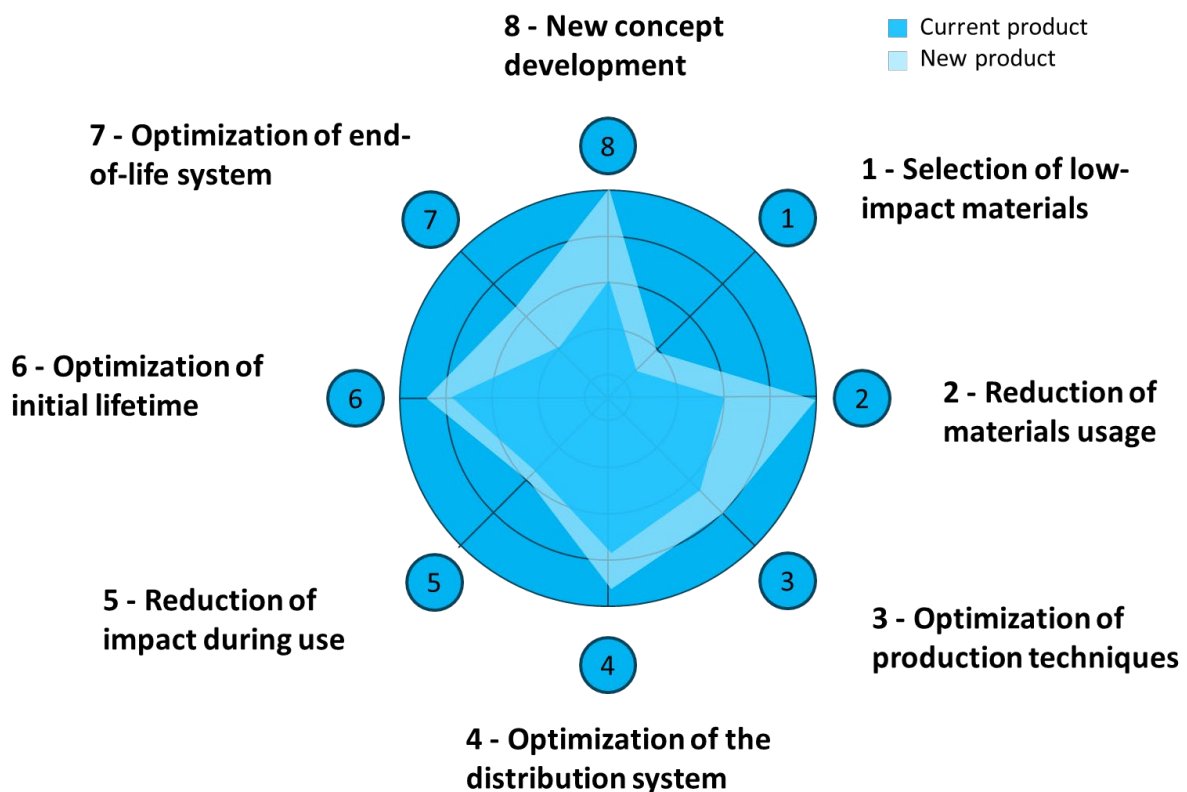 8 - New concept
development
Current product
New product
7 - Optimization of end-
of-life system
8
1 - Selection of low-
impact materials
7
1
6 - Optimization of
initial lifetime
6
2
2 - Reduction of
materials usage
5 - Reduction of
impact during use
5
3
3 - Optimization of
production techniques
4
4 - Optimization of the
distribution system